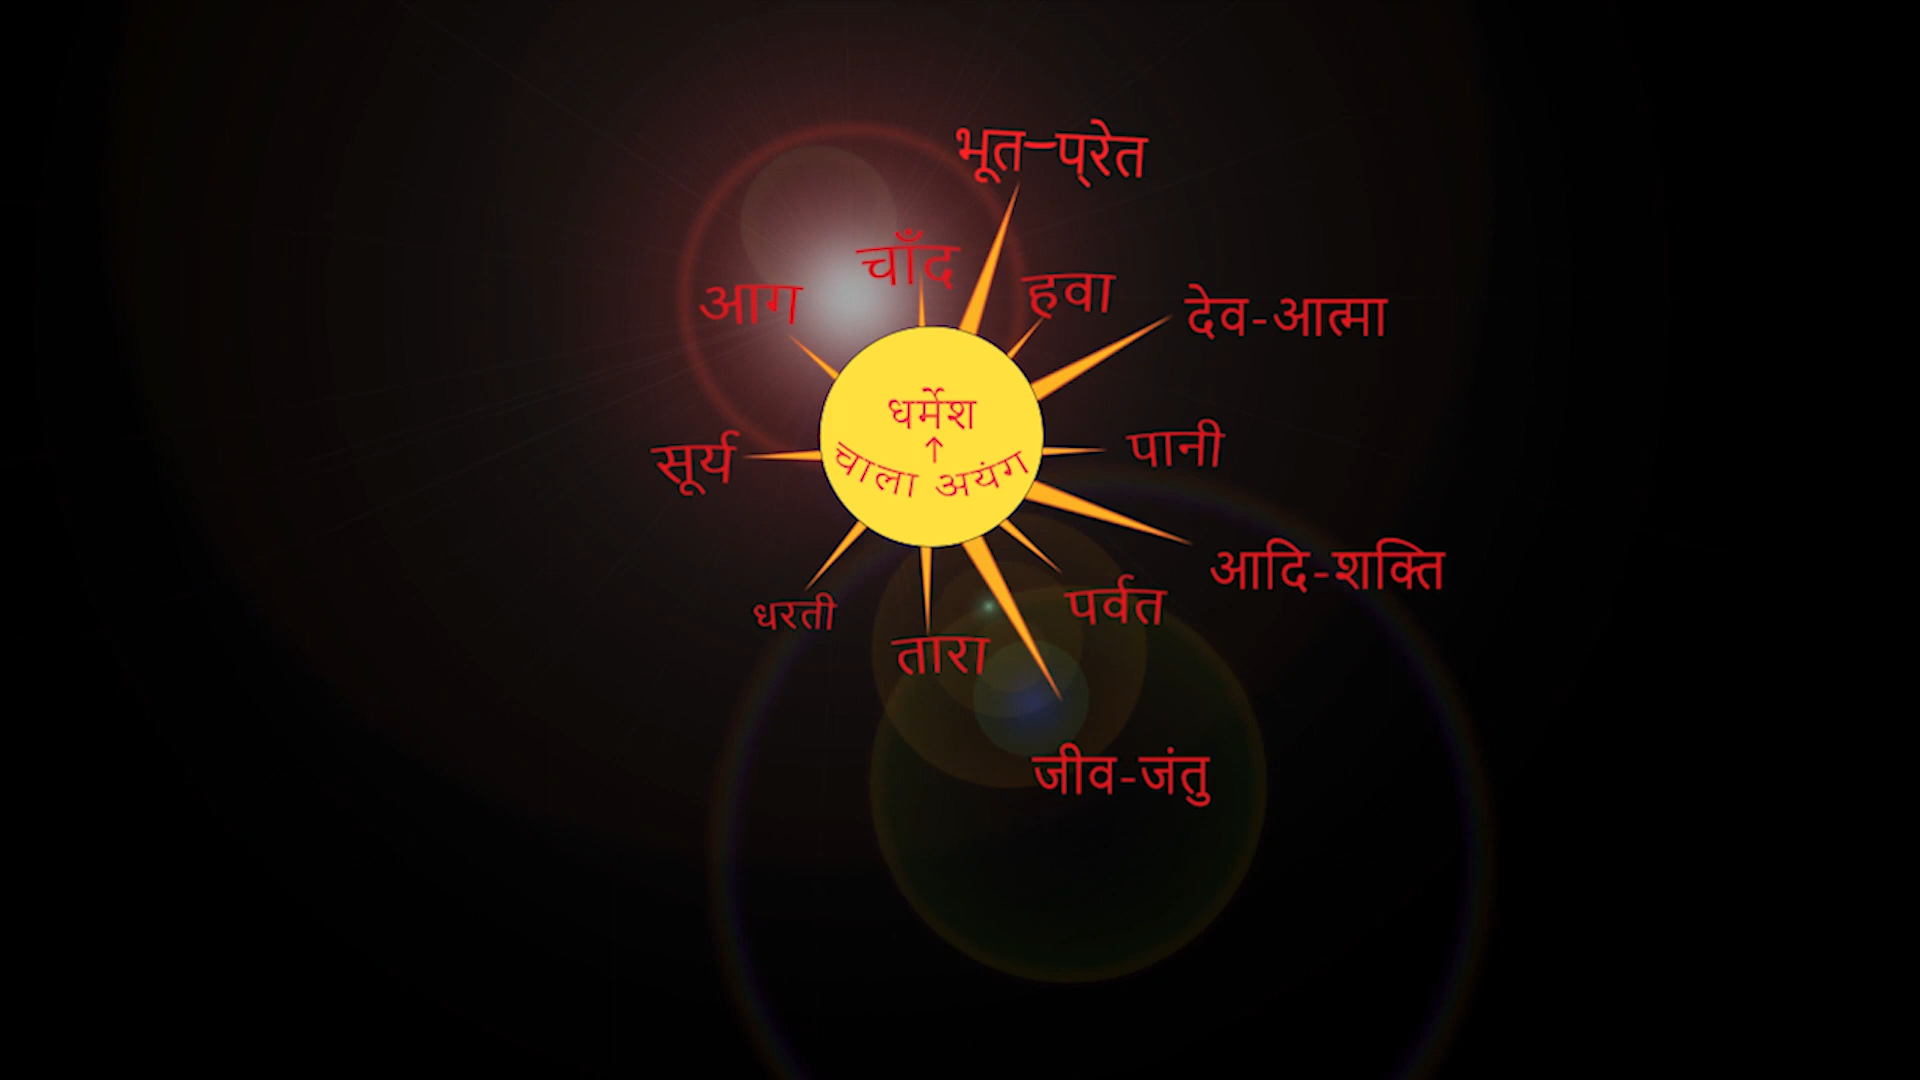 भूत-प्रेत
चाँद
हवा
आग
देव-आत्मा
धर्मेश
↑
चाला अयंग
सूर्य
पानी
आदि-शक्ति
पर्वत
धरती
तारा
जीव-जंतु